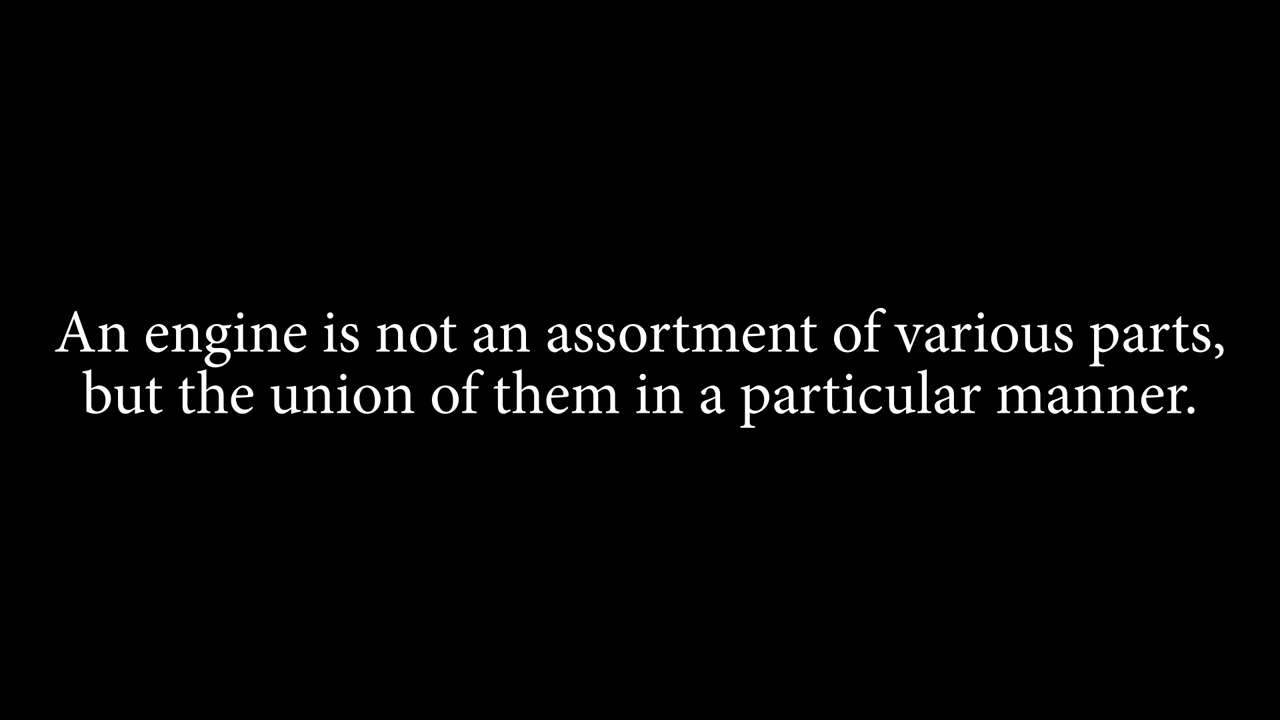 An engine is not an assortment of various parts,
but the union of them in a particular manner.